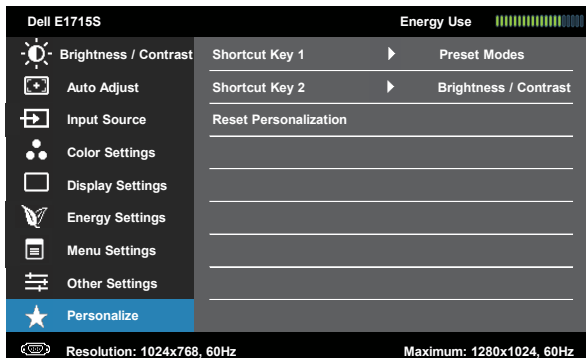 Dell E1715S Energy Use
Brightness / Contrast Shortcut Key 1 Preset Modes
Auto Adjust Shortcut Key 2 Brightness / Contrast
Input Source Reset Personalization
Color Settings
Display Settings
Energy Settings
Menu Settings
Other Settings
Personalize
Resolution: 1024x768, 60Hz Maximum: 1280x1024, 60Hz